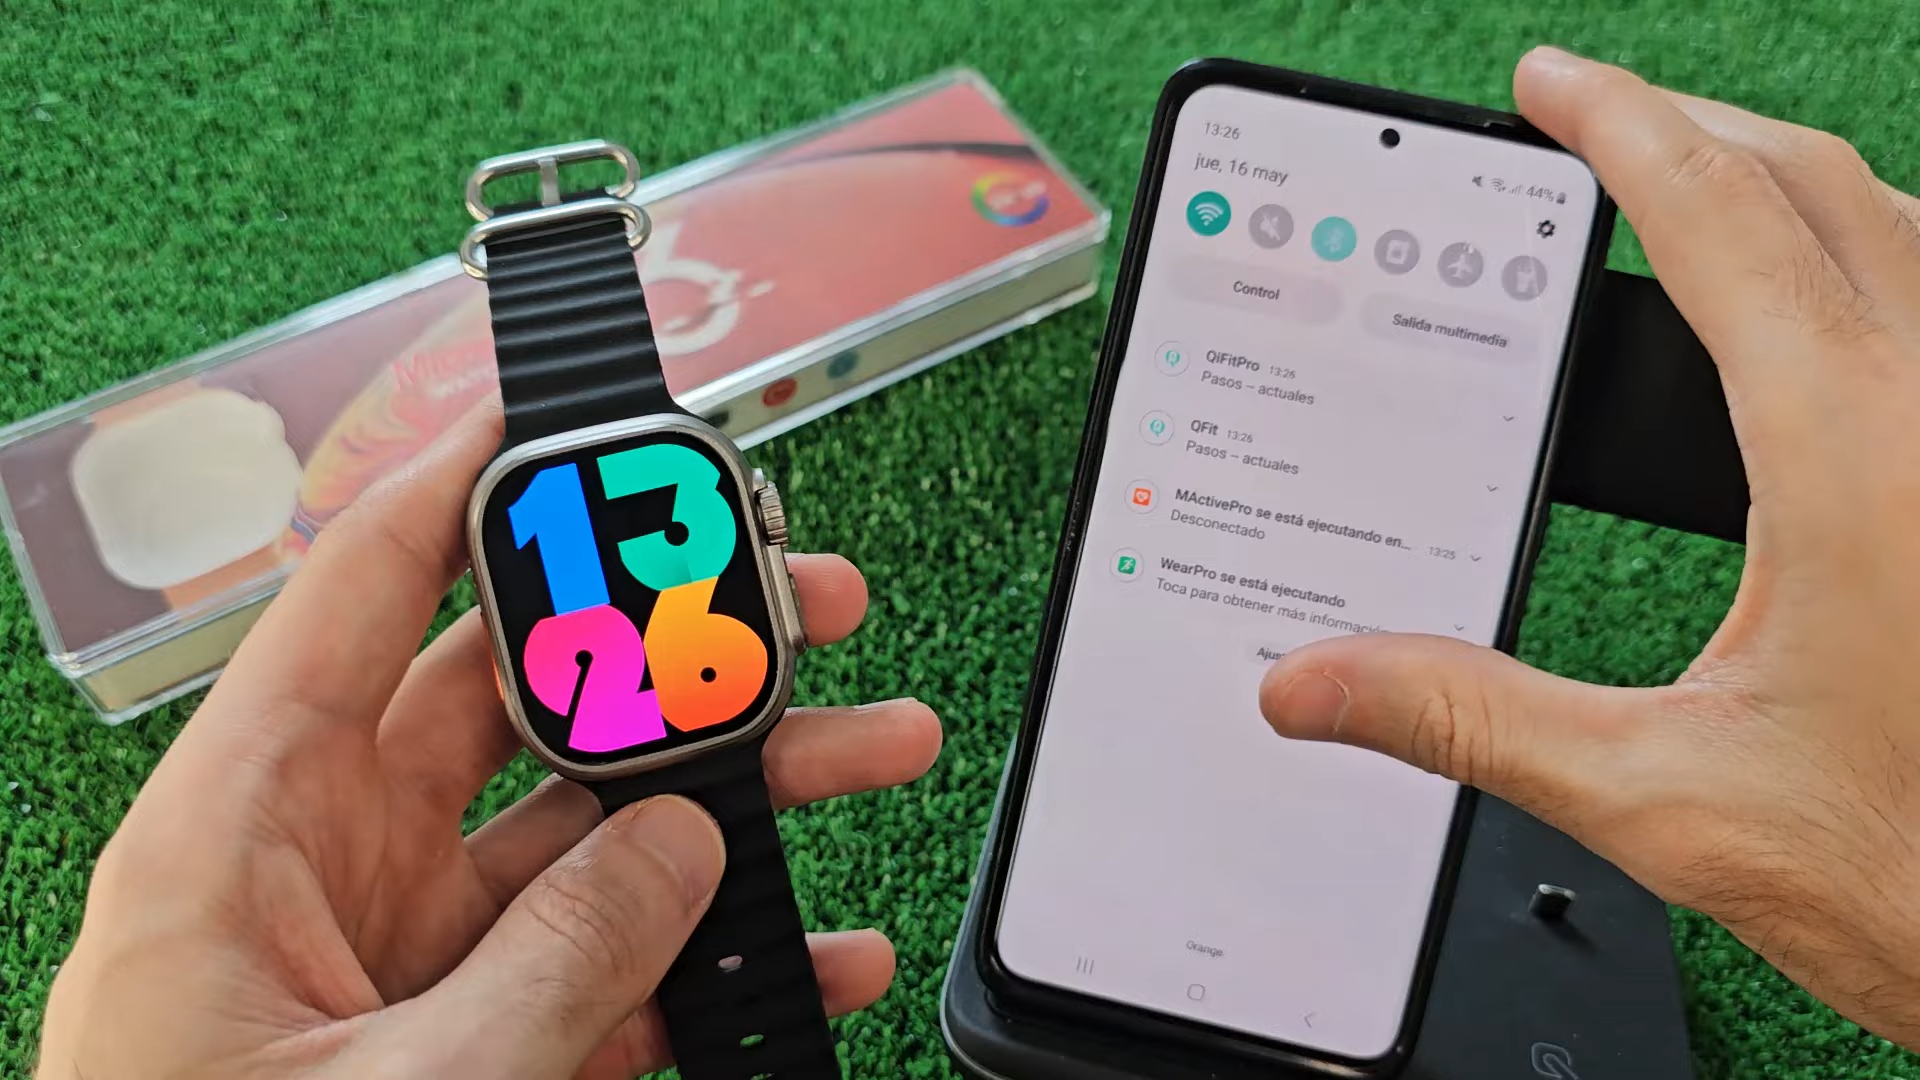 13
26
13:26
44%
jue, 16 may
Control
Salida multimedia
QiFitPro 13:26
Pasos – actuales
QFit 13:26
Pasos – actuales
MActivePro se está ejecutando en... 13:25
Desconectado
WearPro se está ejecutando
Toca para obtener más
Orange